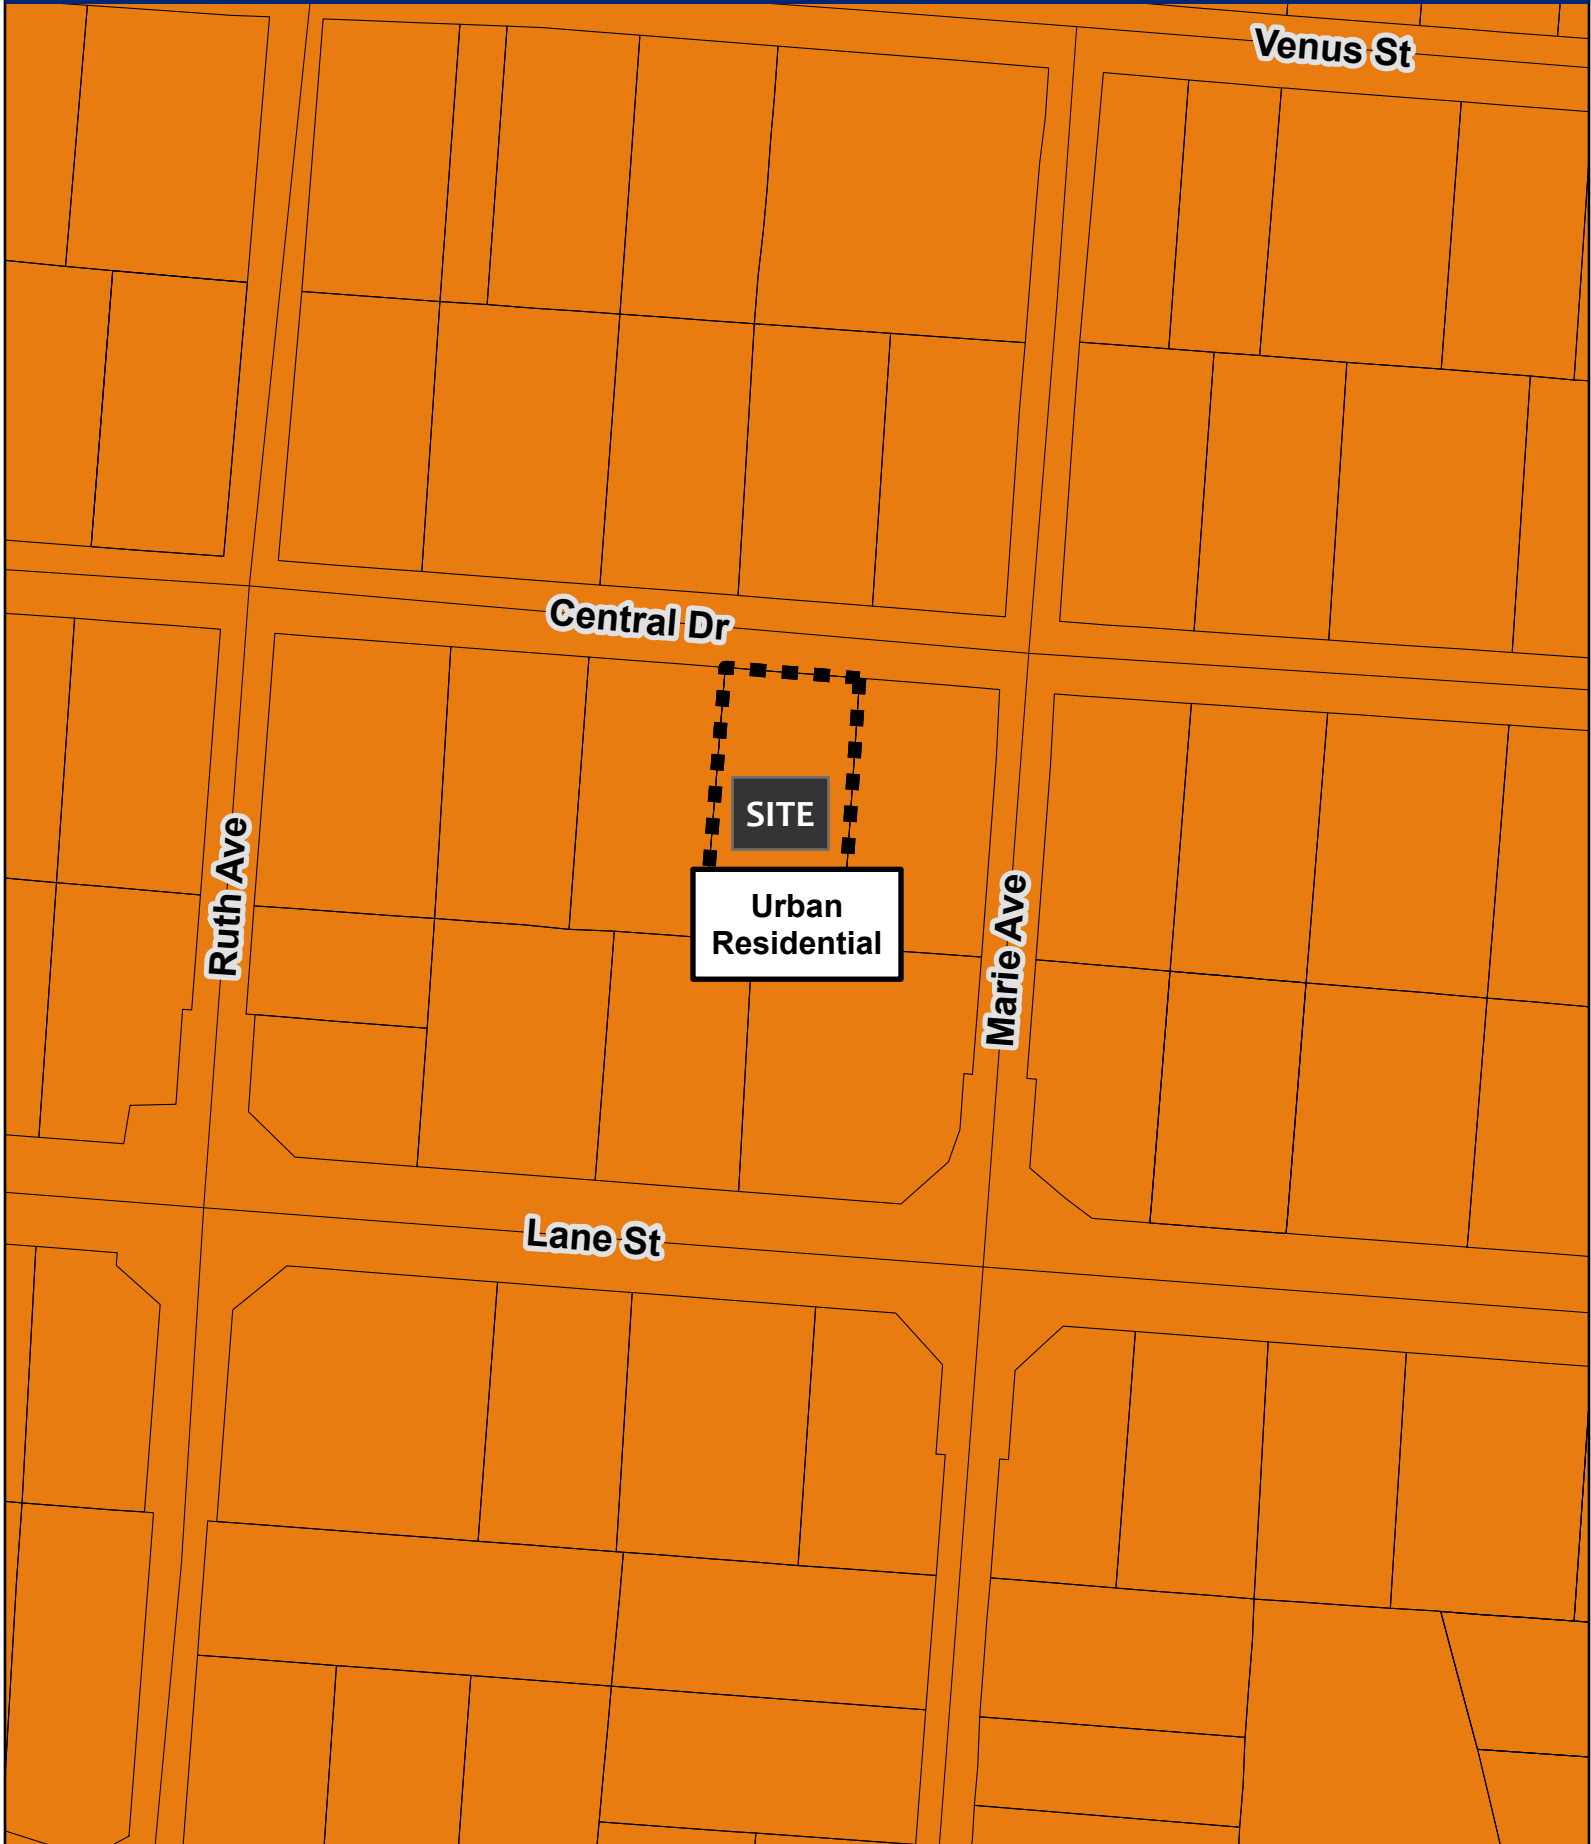 Venus St
Central Dr
SITE
Urban
Residential
Ruth Ave
Marie Ave
Lane St